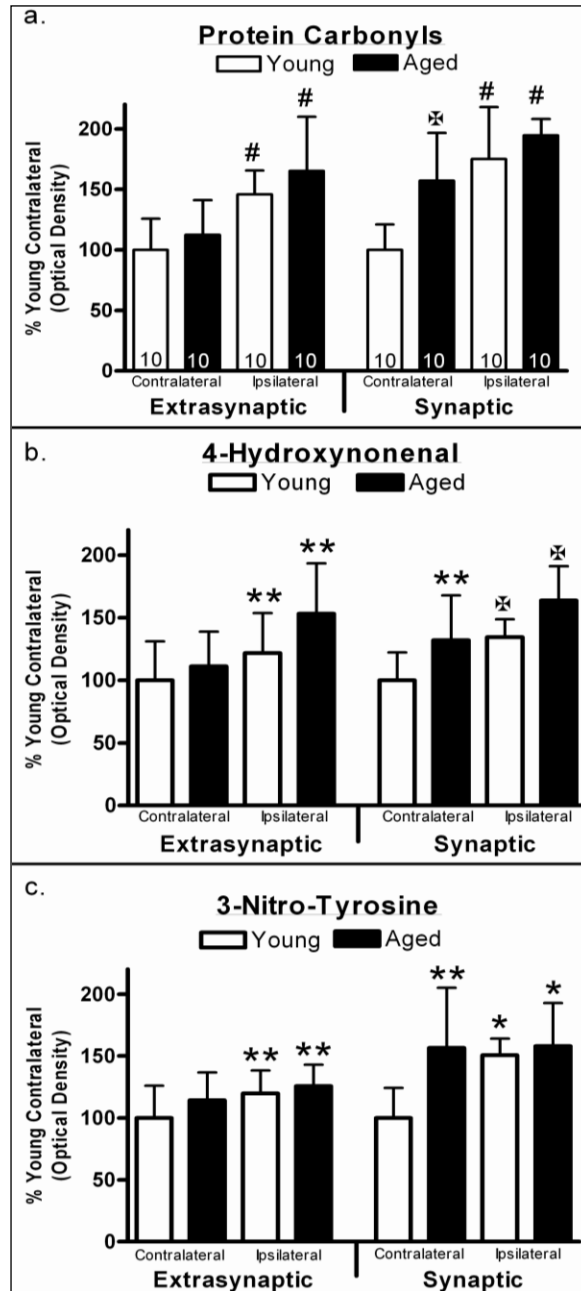 a.
Protein Carbonyls
Young Aged
# # ✠ # #
200
150
100
50
0
% Young Contralateral
(Optical Density)
10 10 10 10 10 10 10 10
Contralateral Ipsilateral Contralateral Ipsilateral
Extrasynaptic Synaptic
b.
4-Hydroxynonenal
Young Aged
** ** ** ✠ ✠
200
150
100
50
0
% Young Contralateral
(Optical Density)
Contralateral Ipsilateral Contralateral Ipsilateral
Extrasynaptic Synaptic
c.
3-Nitro-Tyrosine
Young Aged
** ** ** * *
200
150
100
50
0
% Young Contralateral
(Optical Density)
Contralateral Ipsilateral Contralateral Ipsilateral
Extrasynaptic Synaptic